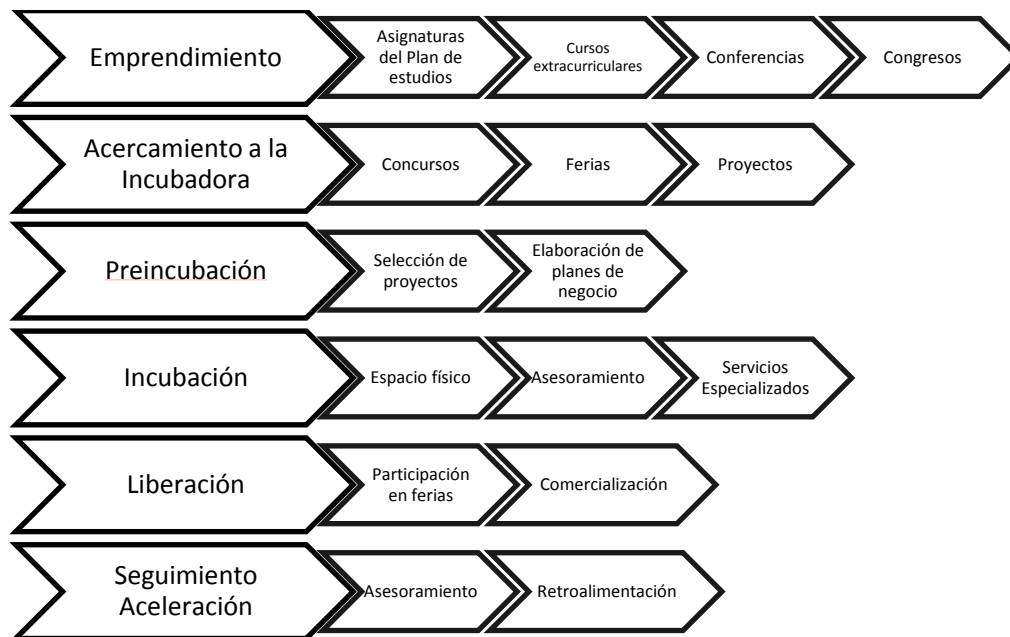 Emprendimiento
Asignaturas
del Plan de
estudios
Cursos
extracurriculares
Conferencias
Congresos
Acercamiento a la
Incubadora
Concursos
Ferias
Proyectos
Preincubación
Selección de
proyectos
Elaboración de
planes de
negocio
Incubación
Espacio físico
Asesoramiento
Servicios
Especializados
Liberación
Participación
en ferias
Comercialización
Seguimiento
Aceleración
Asesoramiento
Retroalimentación